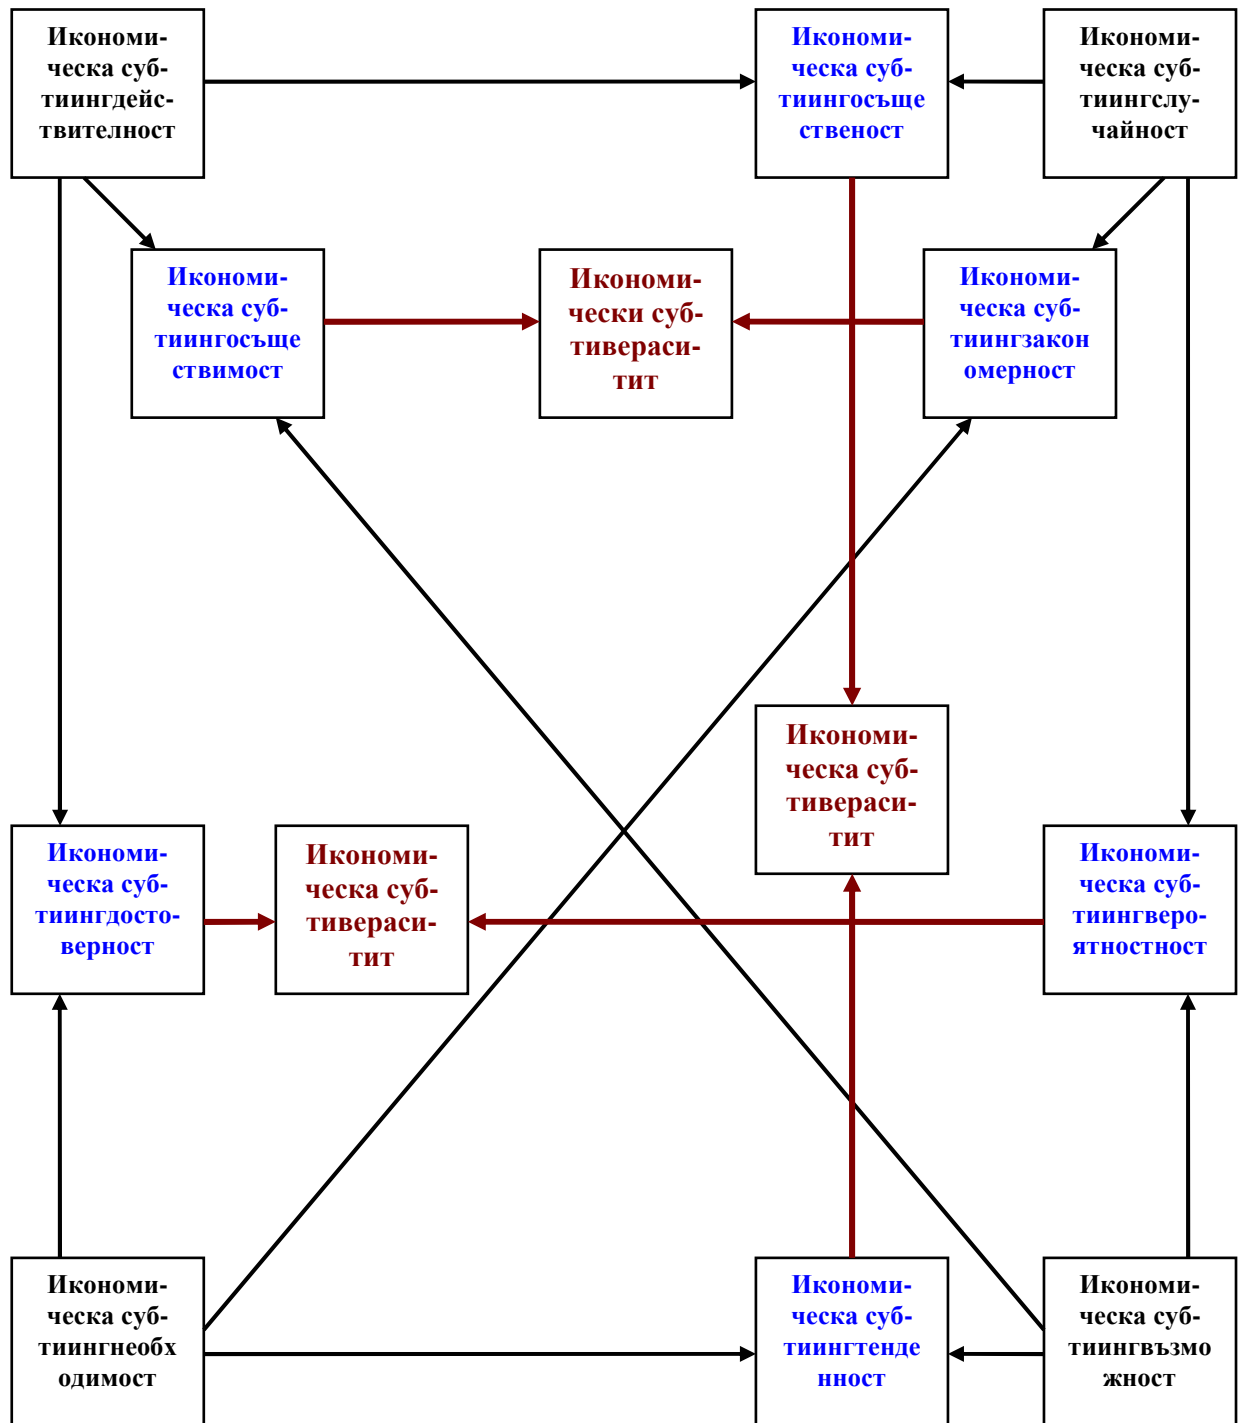 Икономи-
ческа суб-
тиингдейс-
твителност
Икономи-
ческа суб-
тиингосъще
ственост
Икономи-
ческа суб-
тиингслу-
чайност
Икономи-
ческа суб-
тиингосъще
ствимост
Икономи-
чески суб-
тивераси-
тит
Икономи-
ческа суб-
тиингзакон
омерност
Икономи-
ческа суб-
тивераси-
тит
Икономи-
ческа суб-
тиингдосто-
верност
Икономи-
ческа суб-
тивераси-
тит
Икономи-
ческа суб-
тиингверо-
ятностност
Икономи-
ческа суб-
тиингнеобх
одимост
Икономи-
ческа суб-
тиингтенде
нност
Икономи-
ческа суб-
тиингвъзмо
жност